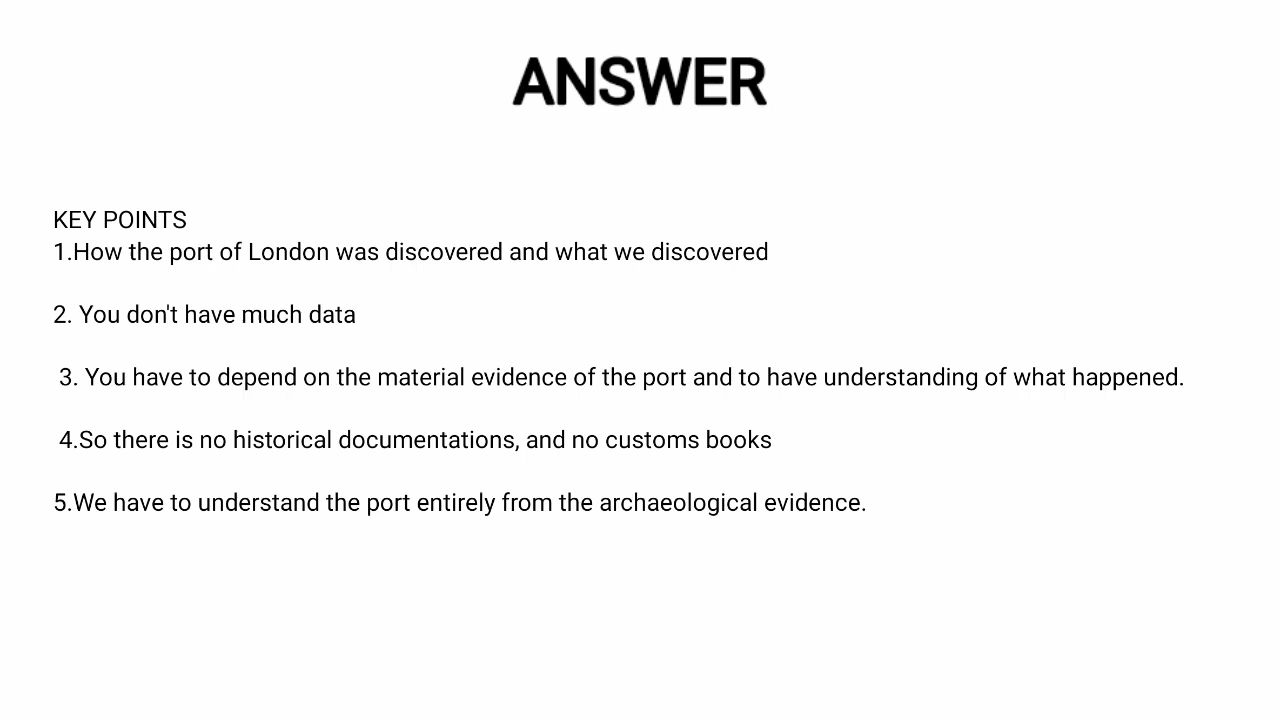 ANSWER
KEY POINTS
1.How the port of London was discovered and what we discovered
2. You don't have much data
3. You have to depend on the material evidence of the port and to have understanding of what happened.
4.So there is no historical documentations, and no customs books
5.We have to understand the port entirely from the archaeological evidence.